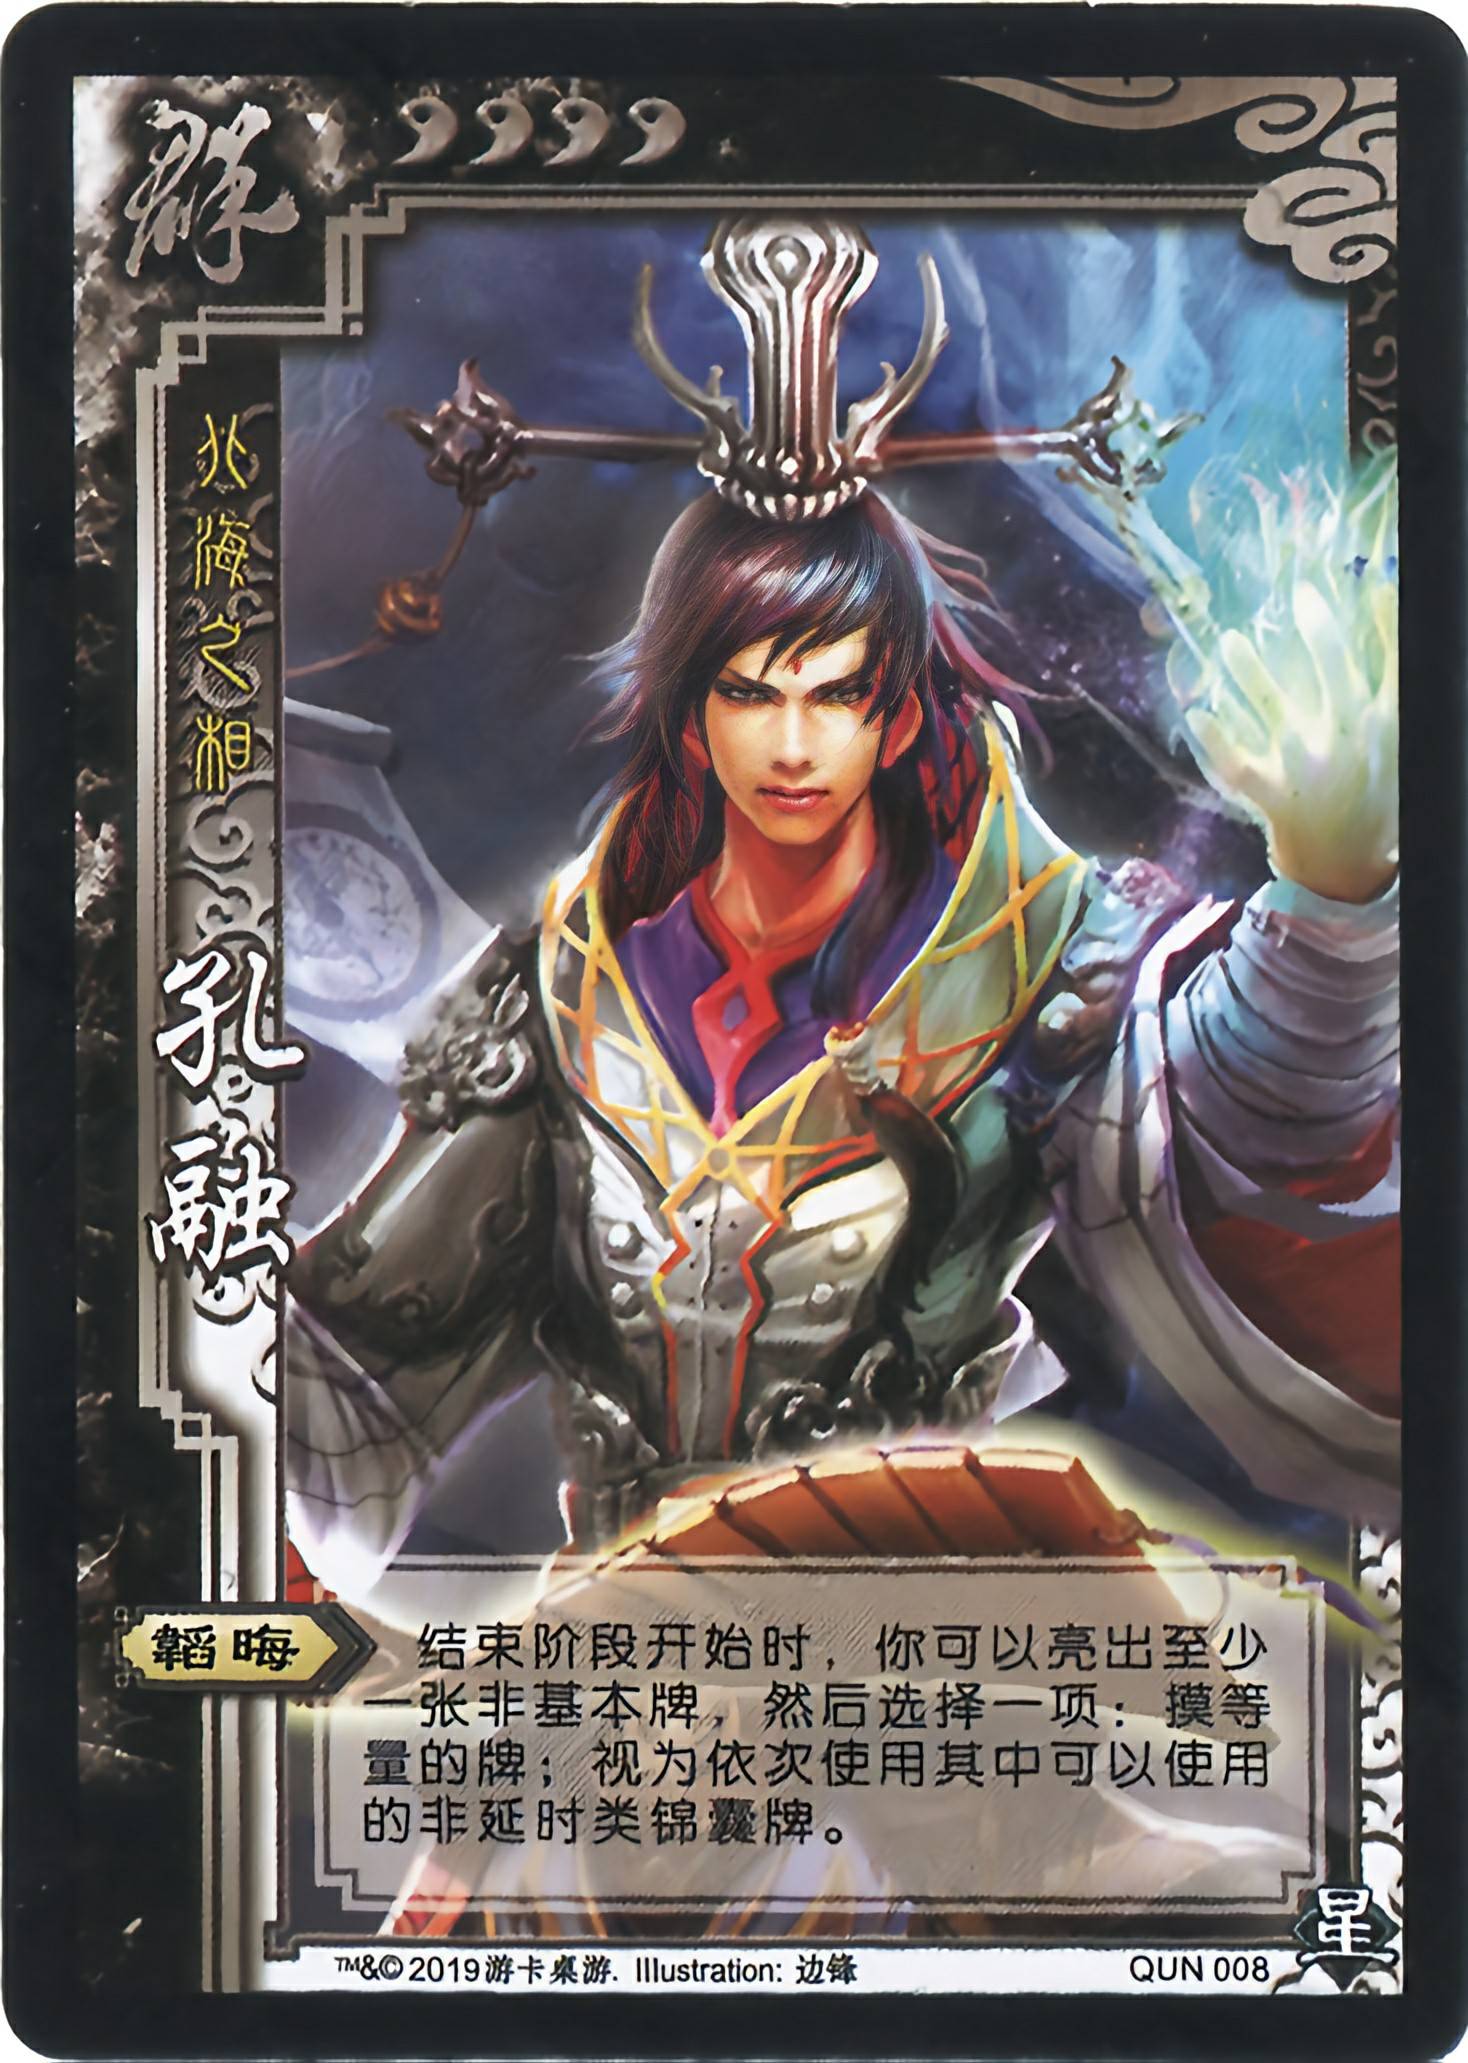 群
北海之相
孔融
韬晦
结束阶段开始时，你可以亮出至少
一张非基本牌，然后选择一项：摸等
量的牌；视为依次使用其中可以使用
的非延时类锦囊牌。
星
™&©2019游卡桌游. Illustration: 边锋
QUN 008